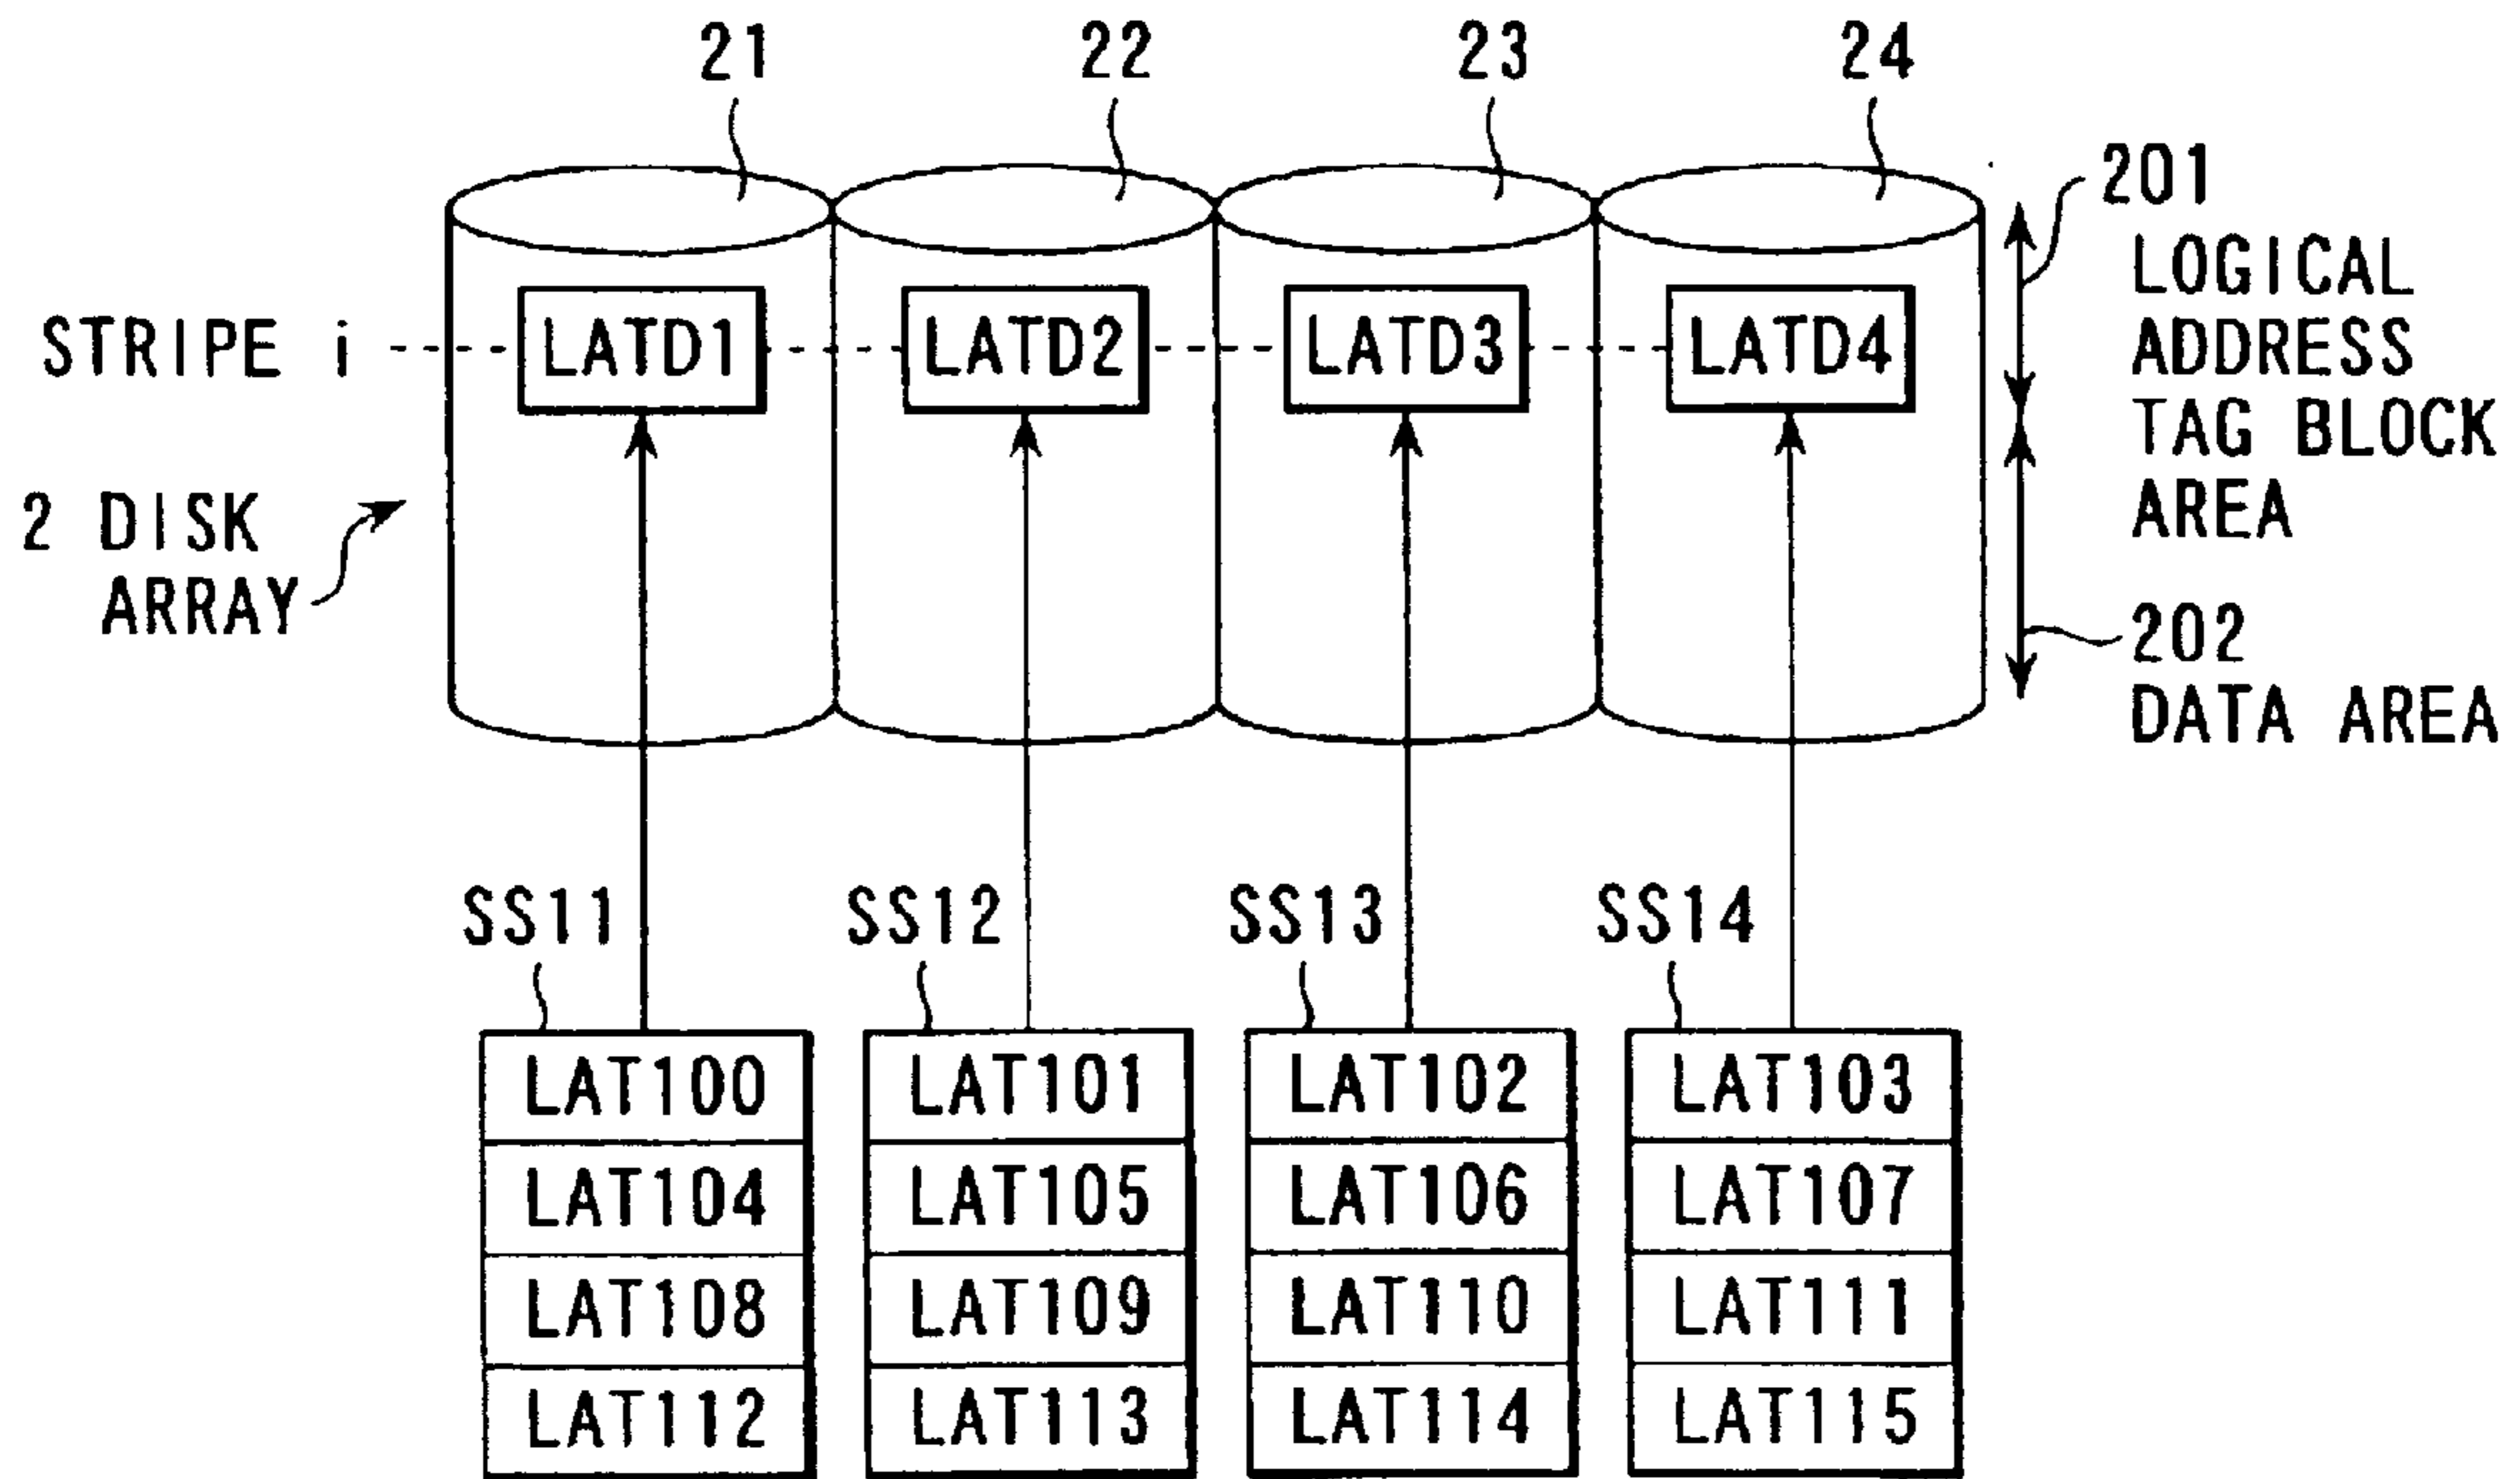 21 22 23 24
201
LOGICAL
ADDRESS
TAG BLOCK
AREA
STRIPE i LATD1 LATD2 LATD3 LATD4
2 DISK
ARRAY
202
DATA AREA
SS11 SS12 SS13 SS14
LAT100 LAT101 LAT102 LAT103
LAT104 LAT105 LAT106 LAT107
LAT108 LAT109 LAT110 LAT111
LAT112 LAT113 LAT114 LAT115